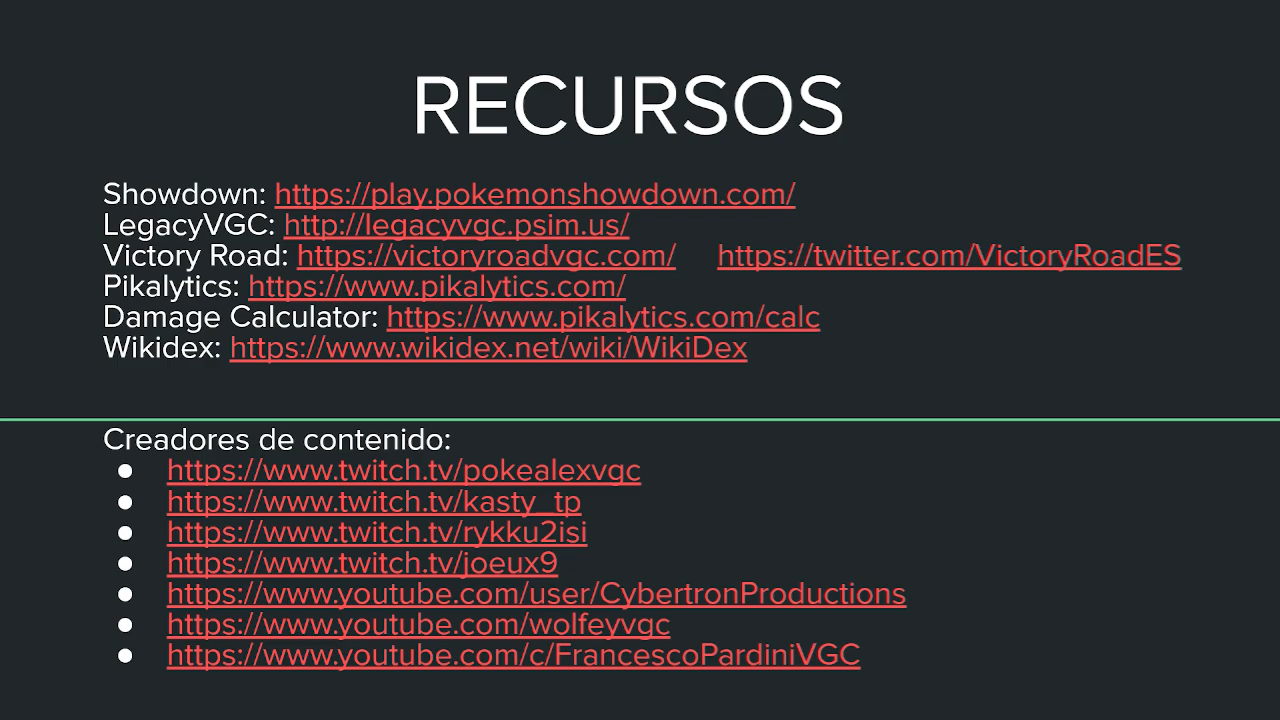 RECURSOS
Showdown: https://play.pokemonshowdown.com/
LegacyVGC: http://legacyvgc.psim.us/
Victory Road: https://victoryroadvgc.com/ https://twitter.com/VictoryRoadES
Pikalytics: https://www.pikalytics.com/
Damage Calculator: https://www.pikalytics.com/calc
Wikidex: https://www.wikidex.net/wiki/WikiDex
Creadores de contenido:
● https://www.twitch.tv/pokealexvgc
● https://www.twitch.tv/kasty_tp
● https://www.twitch.tv/rykku2isi
● https://www.twitch.tv/joeux9
● https://www.youtube.com/user/CybertronProductions
● https://www.youtube.com/wolfeyvgc
● https://www.youtube.com/c/FrancescoPardiniVGC